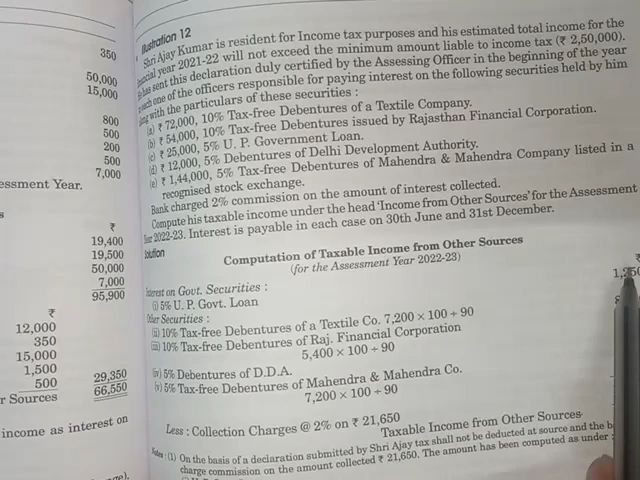 350
50,000
15,000
800
500
200
500
7,000
essment Year.
₹
19,400
19,500
50,000
7,000
95,900
₹
12,000
350
15,000
1,500
500
29,350
66,550
r Sources
income as interest on
Illustration 12
Shri Ajay Kumar is resident for Income tax purposes and his estimated total income for the
year 2021-22 will not exceed the minimum amount liable to income tax (₹ 2,50,000).
has sent this declaration duly certified by the Assessing Officer in the beginning of the year
each one of the officers responsible for paying interest on the following securities held by him
with the particulars of these securities :
(a) ₹ 72,000, 10% Tax-free Debentures of a Textile Company.
(b) ₹ 54,000, 10% Tax-free Debentures issued by Rajasthan Financial Corporation.
(c) ₹ 25,000, 5% U. P. Government Loan.
(d) ₹ 12,000, 5% Debentures of Delhi Development Authority.
(e) ₹ 1,44,000, 5% Tax-free Debentures of Mahendra & Mahendra Company listed in a
recognised stock exchange.
Bank charged 2% commission on the amount of interest collected.
Compute his taxable income under the head 'Income from Other Sources' for the Assessment
Year 2022-23. Interest is payable in each case on 30th June and 31st December.
Solution
Computation of Taxable Income from Other Sources
(for the Assessment Year 2022-23)
₹
Interest on Govt. Securities :
(i) 5% U. P. Govt. Loan
1,250
Other Securities :
(ii) 10% Tax-free Debentures of a Textile Co. 7,200 × 100 ÷ 90
(iii) 10% Tax-free Debentures of Raj. Financial Corporation
5,400 × 100 ÷ 90
(iv) 5% Debentures of D.D.A.
(v) 5% Tax-free Debentures of Mahendra & Mahendra Co.
7,200 × 100 ÷ 90
Less : Collection Charges @ 2% on ₹ 21,650
Taxable Income from Other Sources
Notes : (1) On the basis of a declaration submitted by Shri Ajay tax shall not be deducted at source and the
charge commission on the amount collected ₹ 21,650. The amount has been computed as under :